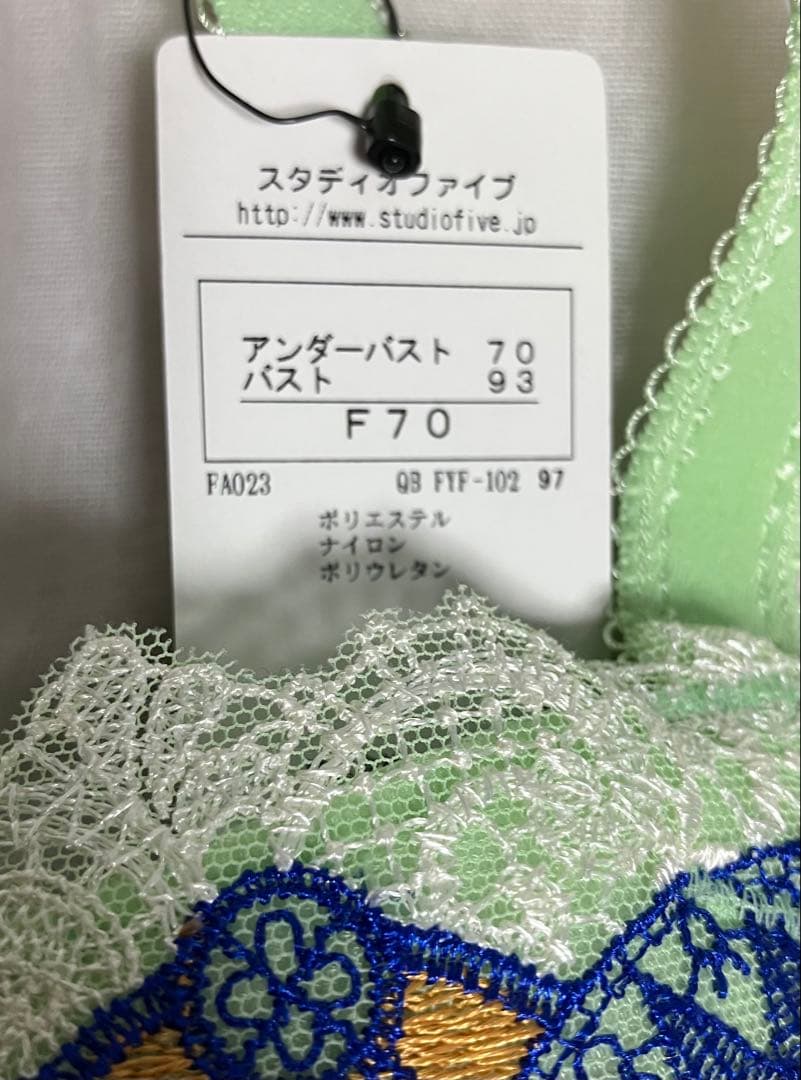 スタディオファイブ
http://www.studiofive.jp
アンダーバスト 70
バスト 93
F70
FA023 QB FYF-102 97
ポリエステル
ナイロン
ポリウレタン